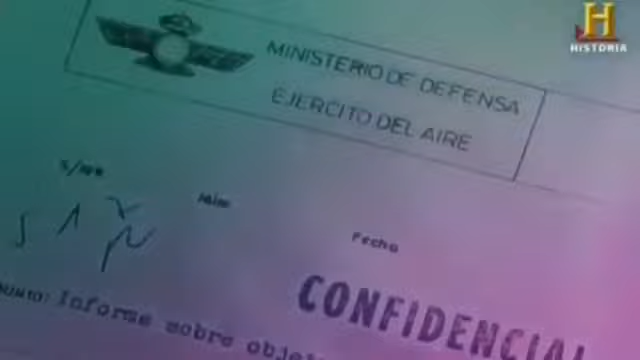 H
HISTORIA
MINISTERIO DE DEFENSA
EJERCITO DEL AIRE
Fecha
CONFIDENCIAL
Informe sobre